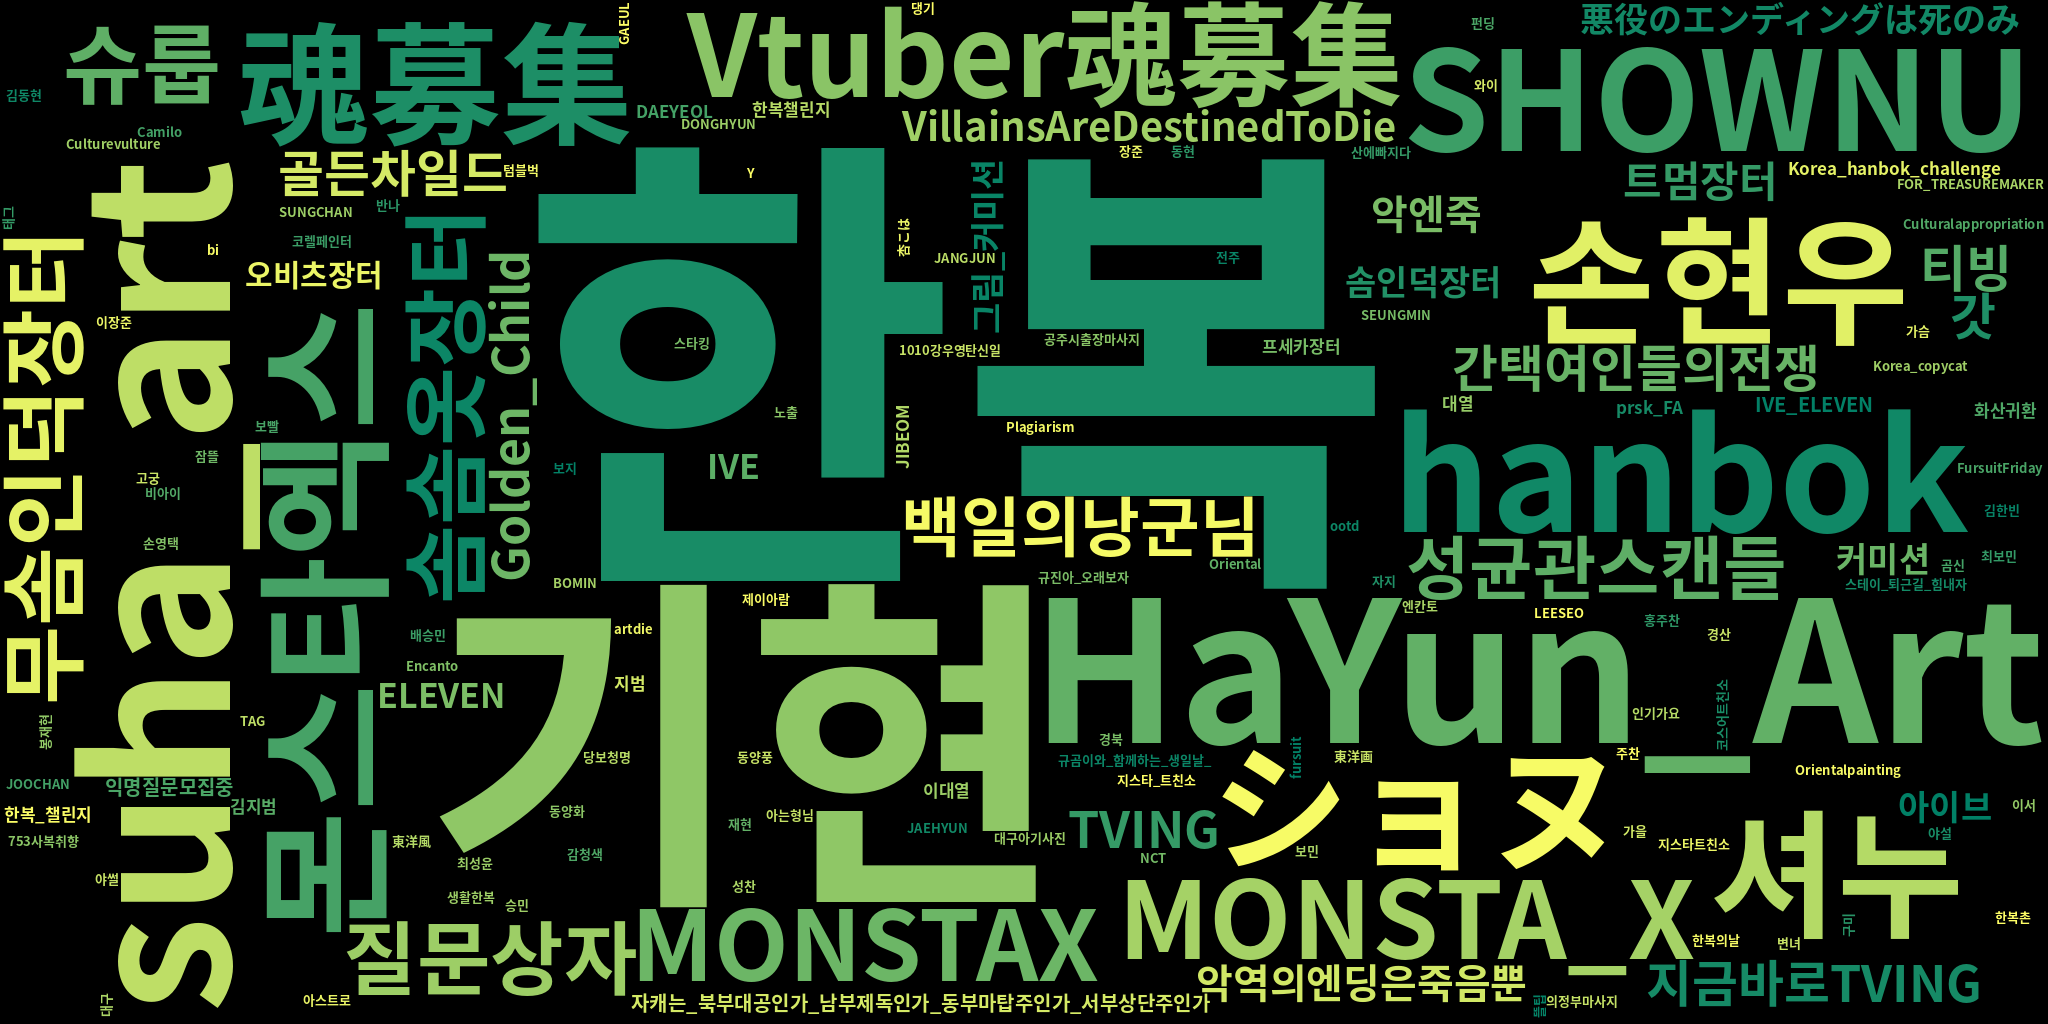 슈룹
魂募集
GAEUL
Vtuber魂募集
댕기
펀딩
悪役のエンディングは死のみ
김동현
SHOWNU
와이
DAEYEOL
한복챌린지
DONGHYUN
VillainsAreDestinedToDie
Camilo
Culturevulture
골든차일드
텀블벅
Y
장준
동현
산에빠지다
트멈장터
Korea_hanbok_challenge
FOR_TREASUREMAKER
태그
suha_art
SUNGCHAN
반나
한복
그림_커미션
악엔죽
손현우
Culturalappropriation
코렐페인터
bi
오비츠장터
솜솜옷장터
Golden_Child
JANGJUN
전주
솜인덕장터
티빙
갓
무솜인덕장터
이장준
몬스타엑스
스타킹
1010강우영탄신일
공주시출장마사지
프세카장터
SEUNGMIN
가슴
간택여인들의전쟁
Korea_copycat
노출
JIBEOM
Plagiarism
대열
prsk_FA
IVE_ELEVEN
화산귀환
보빨
잠뜰
고궁
비아이
보지
IVE
hanbok
FursuitFriday
백일의낭군님
ootd
김한빈
손영택
BOMIN
Oriental
성균관스캔들
커미션
곰신
최보민
규진아_오래보자
자지
스테이_퇴근길_힘내자
제이아람
엔칸토
LEESEO
홍주찬
경산
배승민
artdie
기현
HaYun_Art
Encanto
ELEVEN
지범
TAG
봉재현
인기가요
코스어트친소
경북
당보청명
동양풍
규곰이와_함께하는_생일날_
fursuit
東洋画
주찬
Orientalpainting
JOOCHAN
익명질문모집중
이대열
지스타_트친소
ショヌ
김지범
한복_챌린지
동양화
아는형님
TVING
아이브
이서
753사복취향
東洋風
재현
JAEHYUN
대구아기사진
가을
야설
최성윤
감청색
NCT
보민
지스타트친소
셔누
야썰
성찬
생활한복
승민
MONSTAX
MONSTA_X
구미
한복촌
질문상자
한복의날
변녀
대구
아스트로
자캐는_북부대공인가_남부제독인가_동부마탑주인가_서부상단주인가
악역의엔딩은죽음뿐
의정부마사지
지금바로TVING